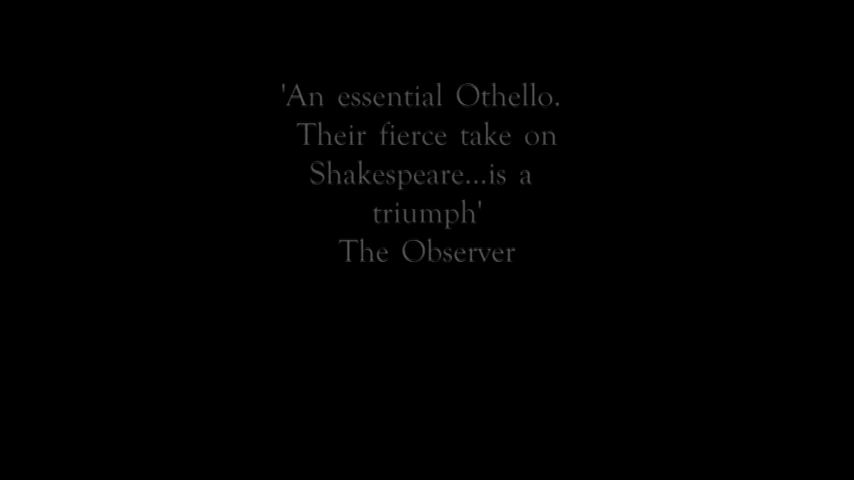 'An essential Othello.
Their fierce take on
Shakespeare...is a
triumph'
The Observer